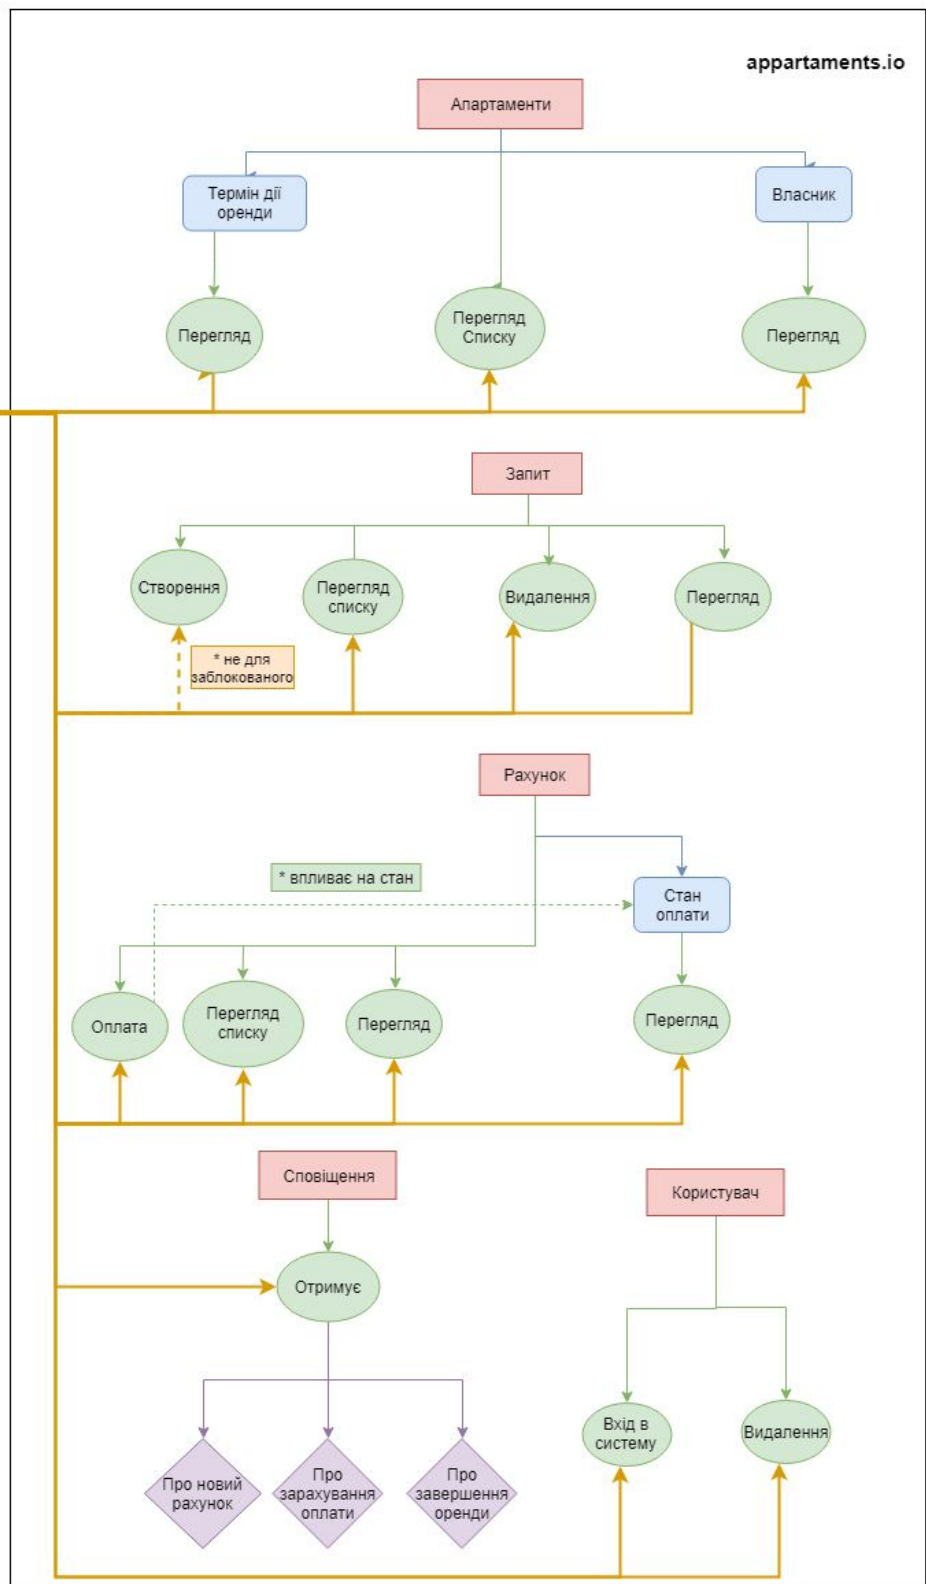 appartaments.io
Апартаменти
Термін дії
оренди
Власник
Перегляд
Перегляд
Списку
Перегляд
Запит
Створення
Перегляд
списку
Видалення
Перегляд
* не для
заблокованого
Рахунок
* впливає на стан
Стан
оплати
Оплата
Перегляд
списку
Перегляд
Перегляд
Сповіщення
Користувач
Отримує
Вхід в
систему
Видалення
Про новий
рахунок
Про
зарахування
оплати
Про
завершення
оренди